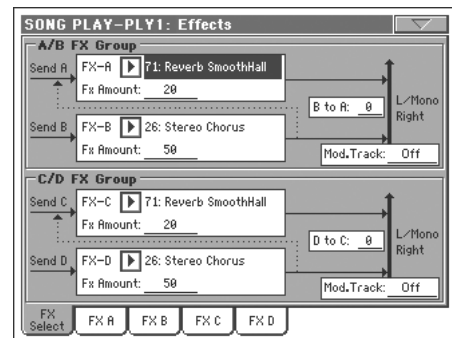 SONG PLAY-PLY1: Effects
A/B FX Group
Send A
FX-A 71: Reverb SmoothHall
Fx Amount: 20
B to A: 0
L/Mono
Right
Send B
FX-B 26: Stereo Chorus
Fx Amount: 50
Mod.Track: Off
C/D FX Group
Send C
FX-C 71: Reverb SmoothHall
Fx Amount: 20
D to C: 0
L/Mono
Right
Send D
FX-D 26: Stereo Chorus
Fx Amount: 50
Mod.Track: Off
FX
Select
FX A
FX B
FX C
FX D